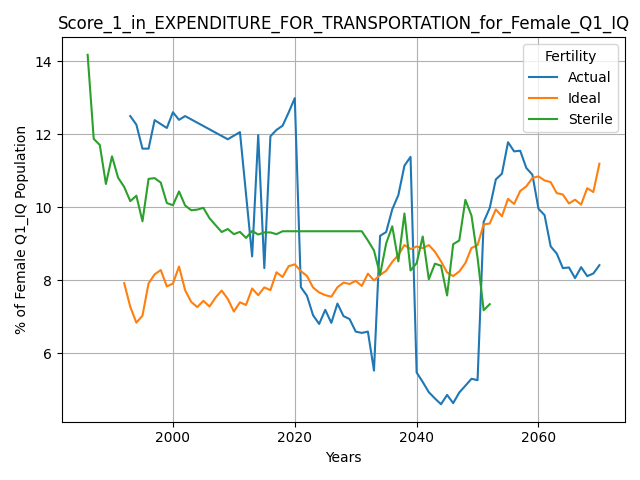 Score_1_in_EXPENDITURE_FOR_TRANSPORTATION_for_Female_Q1_IQ
Fertility
Actual
Ideal
Sterile
% of Female Q1_IQ Population
14
12
10
8
6
2000 2020 2040 2060
Years